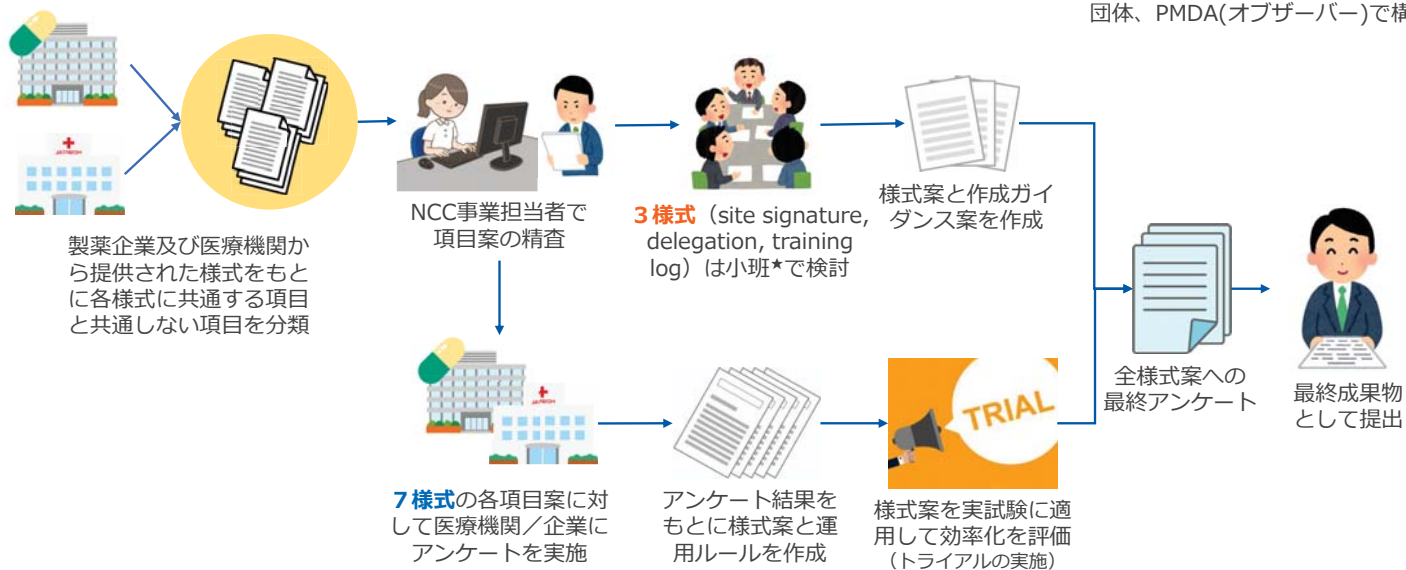 団体、PMDA(オブザーバー)で構
製薬企業及び医療機関か
ら提供された様式をもと
に各様式に共通する項目
と共通しない項目を分類
NCC事業担当者で
項目案の精査
3様式（site signature,
delegation, training
log）は小班★で検討
様式案と作成ガイ
ダンス案を作成
7様式の各項目案に対
して医療機関／企業に
アンケートを実施
アンケート結果を
もとに様式案と運
用ルールを作成
TRIAL
様式案を実試験に適
用して効率化を評価
（トライアルの実施）
全様式案への
最終アンケート
最終成果物
として提出